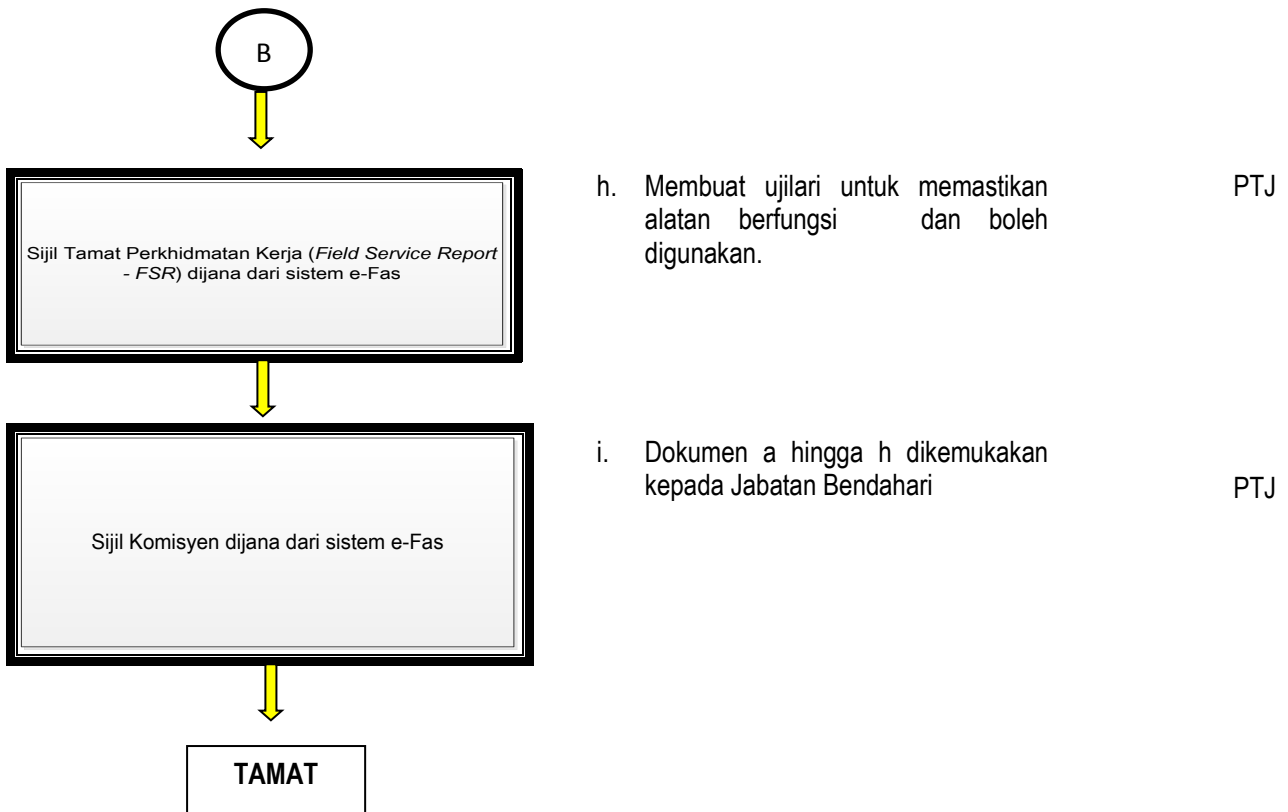 B
Sijil Tamat Perkhidmatan Kerja (Field Service Report
- FSR) dijana dari sistem e-Fas
h. Membuat ujilari untuk memastikan
alatan berfungsi dan boleh
digunakan.
PTJ
Sijil Komisyen dijana dari sistem e-Fas
i. Dokumen a hingga h dikemukakan
kepada Jabatan Bendahari
PTJ
TAMAT